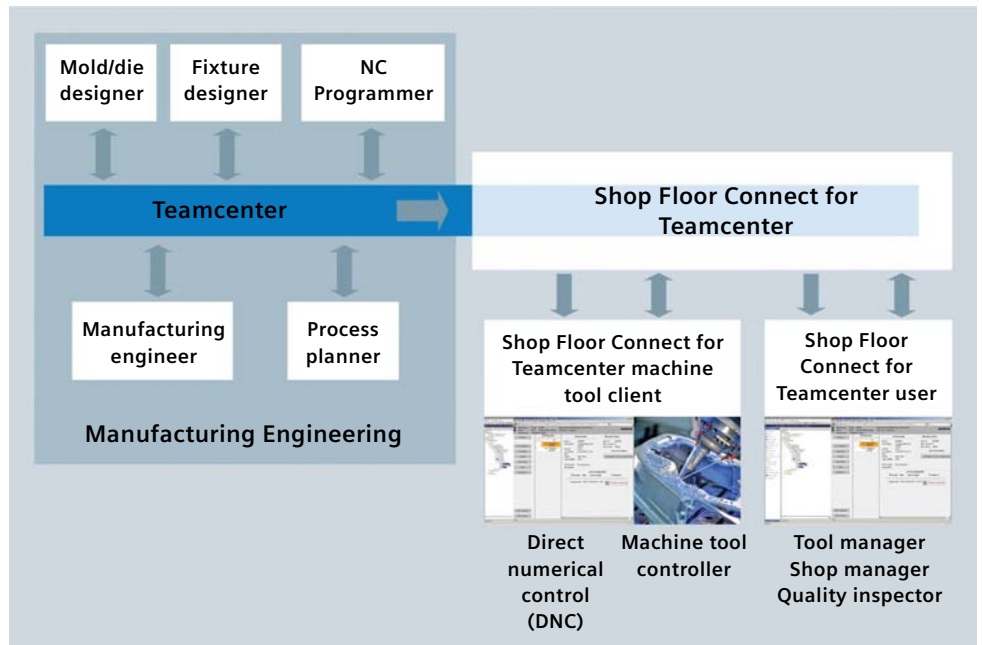 Mold/die
designer
Fixture
designer
NC
Programmer
Teamcenter
Shop Floor Connect for
Teamcenter
Manufacturing
engineer
Process
planner
Manufacturing Engineering
Shop Floor Connect for
Teamcenter machine
tool client
Shop Floor
Connect for
Teamcenter user
Direct
numerical
control
(DNC)
Machine tool
controller
Tool manager
Shop manager
Quality inspector